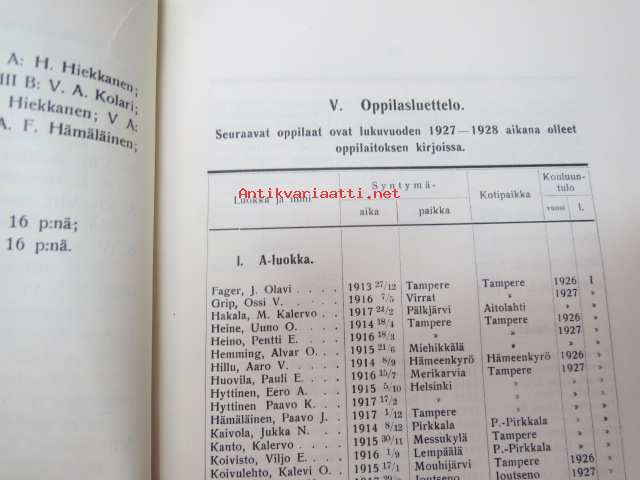 A: H. Hiekkanen,
III B: V. A. Kolari;
Hiekkanen; V A:
A. F. Hämäläinen;
16 p:nä;
16 p:nä.
V. Oppilasluettelo.
Seuraavat oppilaat ovat lukuvuoden 1927—1928 aikana olleet
oppilaitoksen kirjoissa.
Antikvariaatti.net
Luokka ja nimi Syntymä- Kotipaikka Kouluun-tulo
aika paikka vuosi l.
I. A-luokka.
Fager, J. Olavi . . . . 1913 27/12 Tampere Tampere 1926 I
Grip, Ossi V. . . . . 1916 7/5 Virrat » 1927 »
Hakala, M. Kalervo . . 1917 24/2 Pälkjärvi Aitolahti » »
Heine, Uuno O. . . . 1914 18/4 Tampere Tampere 1926 »
Heino, Pentti E. . . . 1916 18/3 » » 1927 »
Hemming, Alvar O. . . 1915 21/6 Miehikkälä » » »
Hillu, Aaro V. . . . . 1914 8/9 Hämeenkyrö Hämeenkyrö 1926 »
Huovila, Pauli E. . . . 1916 15/7 Merikarvia Tampere 1927 »
Hyttinen, Eero A. . . . 1915 5/10 Helsinki » » »
Hyttinen Paavo K. . . . 1917 17/2 » » » »
Hämäläinen, Paavo J. . . 1917 1/12 Tampere » » »
Kaivola, Jukka N. . . . 1914 8/12 Pirkkala P.-Pirkkala » »
Kanto, Kalervo . . . . 1915 30/11 Messukylä Tampere » »
Koivisto, Viljo E. . . . 1916 1/9 Lempäälä P.-Pirkkala » »
Koivulehto, Kalevi O. . . 1915 17/1 Mouhijärvi Tampere 1926 »
Joutseno Joutseno 1927